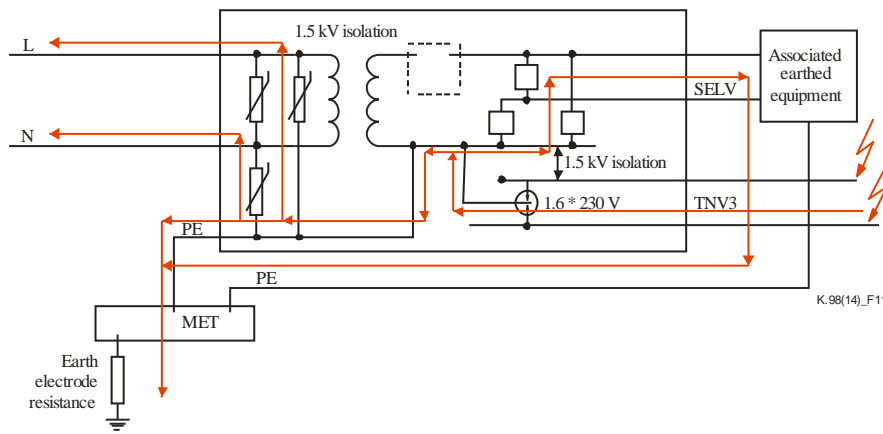 1.5 kV isolation
L
Associated
earthed
equipment
SELV
N
1.5 kV isolation
1.6 * 230 V
TNV3
PE
PE
K.98(14)_F11
MET
Earth
electrode
resistance